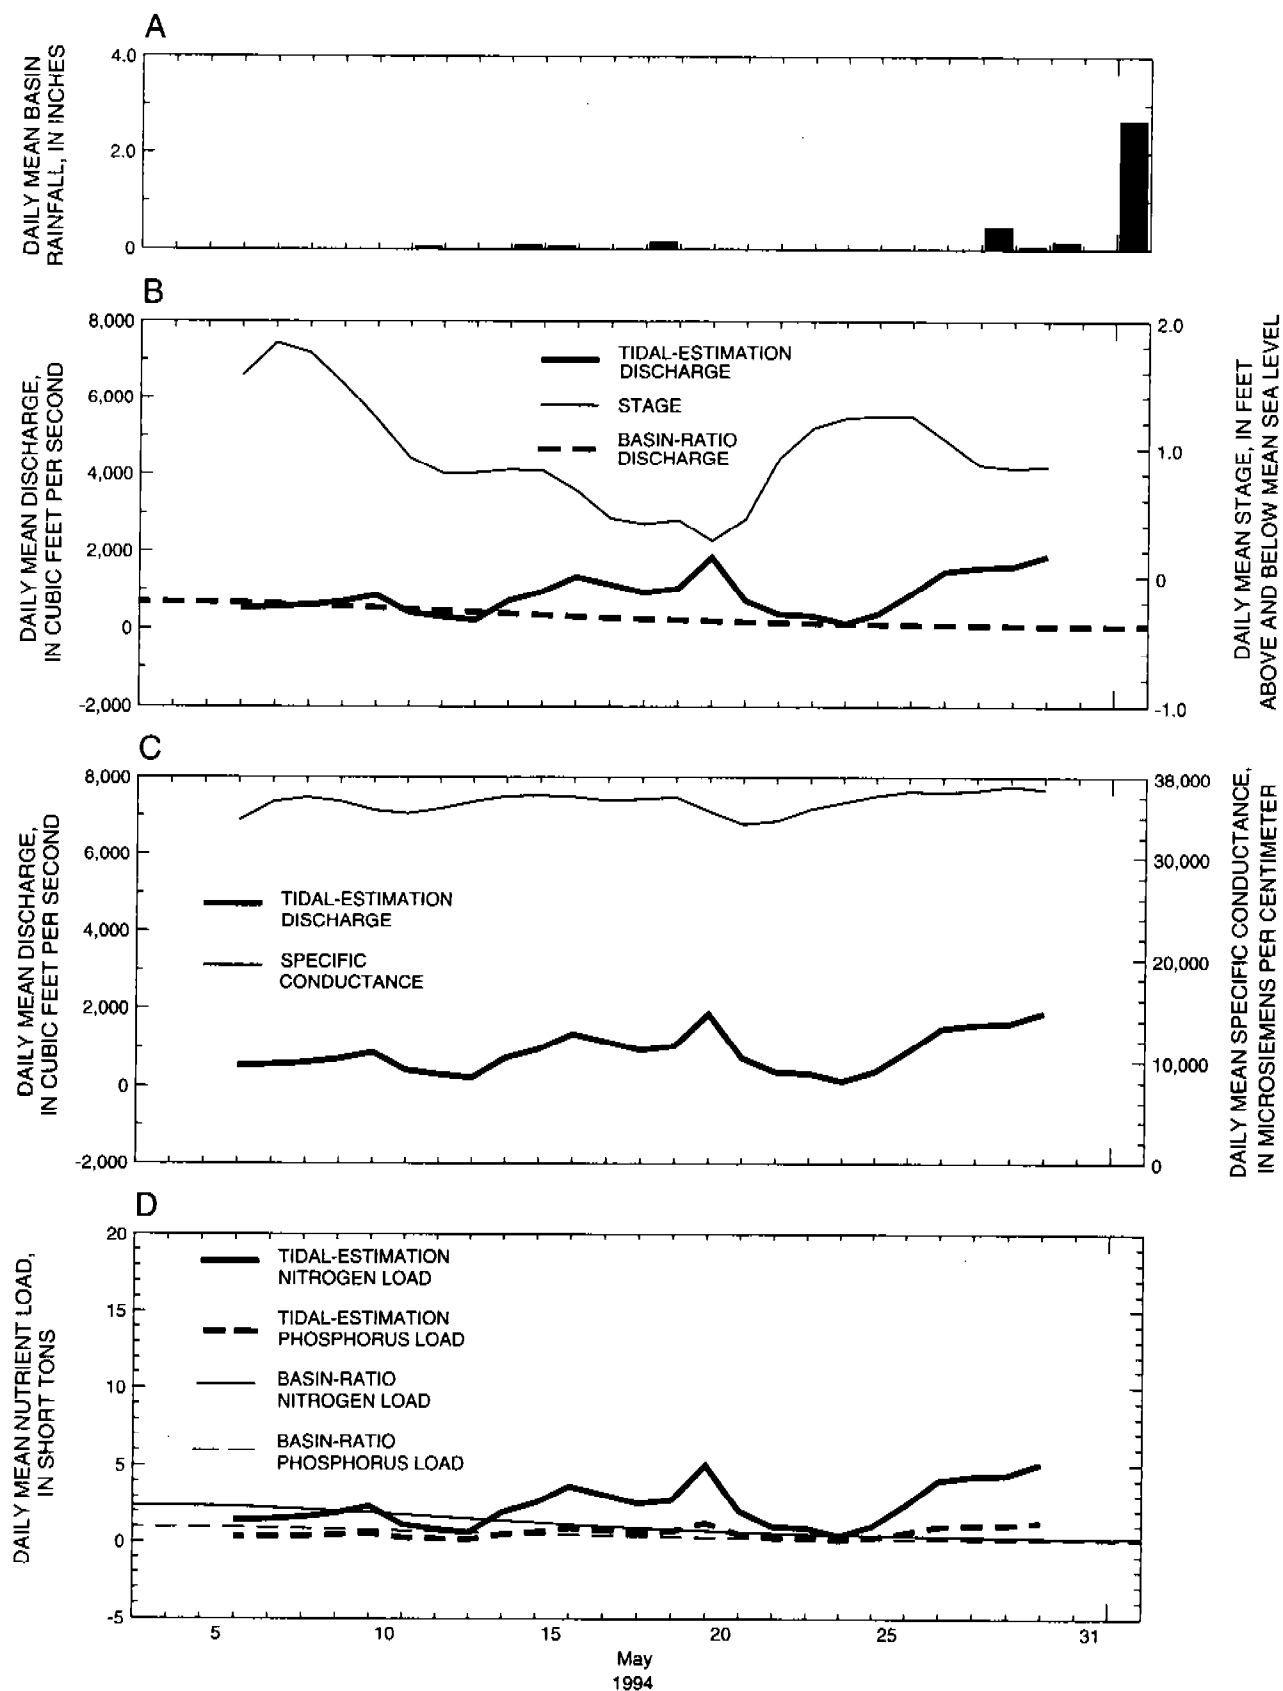 A
DAILY MEAN BASIN
RAINFALL, IN INCHES
4.0
2.0
0
B
DAILY MEAN DISCHARGE,
IN CUBIC FEET PER SECOND
8,000
6,000
4,000
2,000
0
-2,000
TIDAL-ESTIMATION
DISCHARGE
STAGE
BASIN-RATIO
DISCHARGE
2.0
1.0
0
-1.0
DAILY MEAN STAGE, IN FEET
ABOVE AND BELOW MEAN SEA LEVEL
C
DAILY MEAN DISCHARGE,
IN CUBIC FEET PER SECOND
8,000
6,000
4,000
2,000
0
-2,000
TIDAL-ESTIMATION
DISCHARGE
SPECIFIC
CONDUCTANCE
38,000
30,000
20,000
10,000
0
DAILY MEAN SPECIFIC CONDUCTANCE,
IN MICROSIEMENS PER CENTIMETER
D
DAILY MEAN NUTRIENT LOAD,
IN SHORT TONS
20
15
10
5
0
-5
TIDAL-ESTIMATION
NITROGEN LOAD
TIDAL-ESTIMATION
PHOSPHORUS LOAD
BASIN-RATIO
NITROGEN LOAD
BASIN-RATIO
PHOSPHORUS LOAD
5 10 15 20 25 31
May
1994